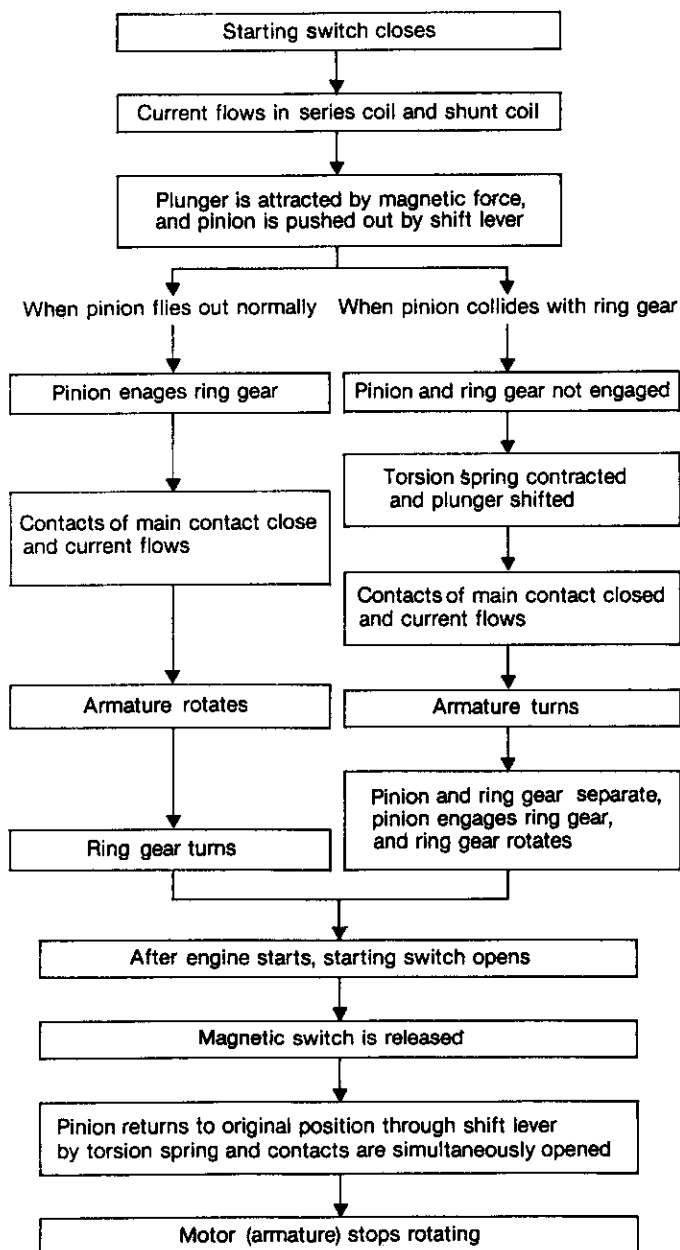 Starting switch closes
Current flows in series coil and shunt coil
Plunger is attracted by magnetic force,
and pinion is pushed out by shift lever
When pinion flies out normally
When pinion collides with ring gear
Pinion enages ring gear
Pinion and ring gear not engaged
Torsion spring contracted
and plunger shifted
Contacts of main contact close
and current flows
Contacts of main contact closed
and current flows
Armature rotates
Armature turns
Pinion and ring gear separate,
pinion engages ring gear,
and ring gear rotates
Ring gear turns
After engine starts, starting switch opens
Magnetic switch is released
Pinion returns to original position through shift lever
by torsion spring and contacts are simultaneously opened
Motor (armature) stops rotating